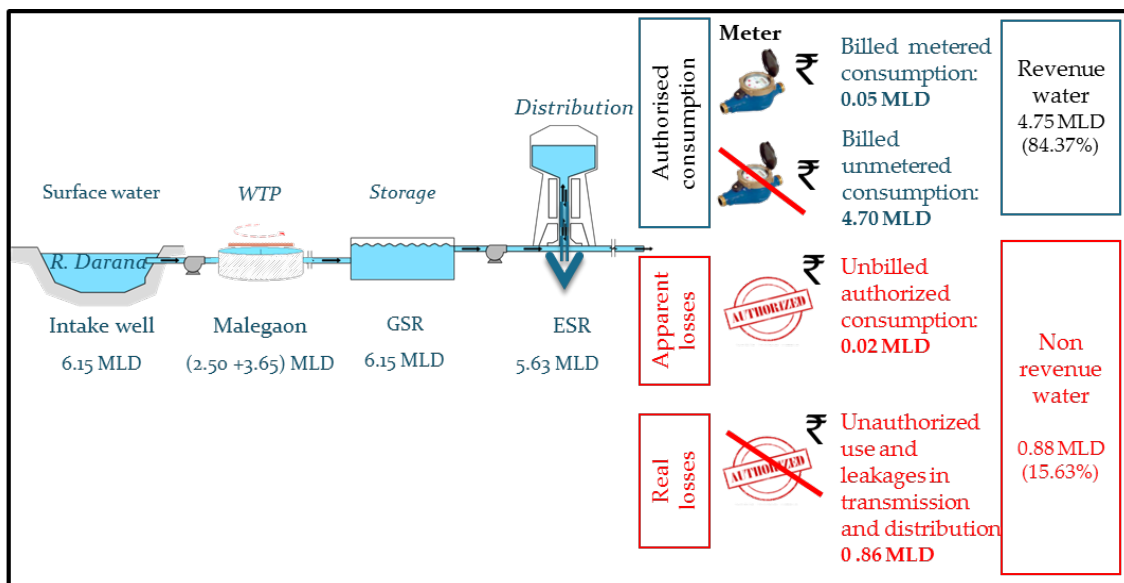 Surface water
R. Darana
Intake well
6.15 MLD
WTP
Malegaon
(2.50 +3.65) MLD
Storage
GSR
6.15 MLD
Distribution
ESR
5.63 MLD
Authorised
consumption
Meter
₹
Billed metered
consumption:
0.05 MLD
₹
Billed
unmetered
consumption:
4.70 MLD
Revenue
water
4.75 MLD
(84.37%)
Apparent
losses
AUTHORIZED
₹
Unbilled
authorized
consumption:
0.02 MLD
Real
losses
AUTHORIZED
₹
Unauthorized
use and
leakages in
transmission
and distribution
0 .86 MLD
Non
revenue
water
0.88 MLD
(15.63%)